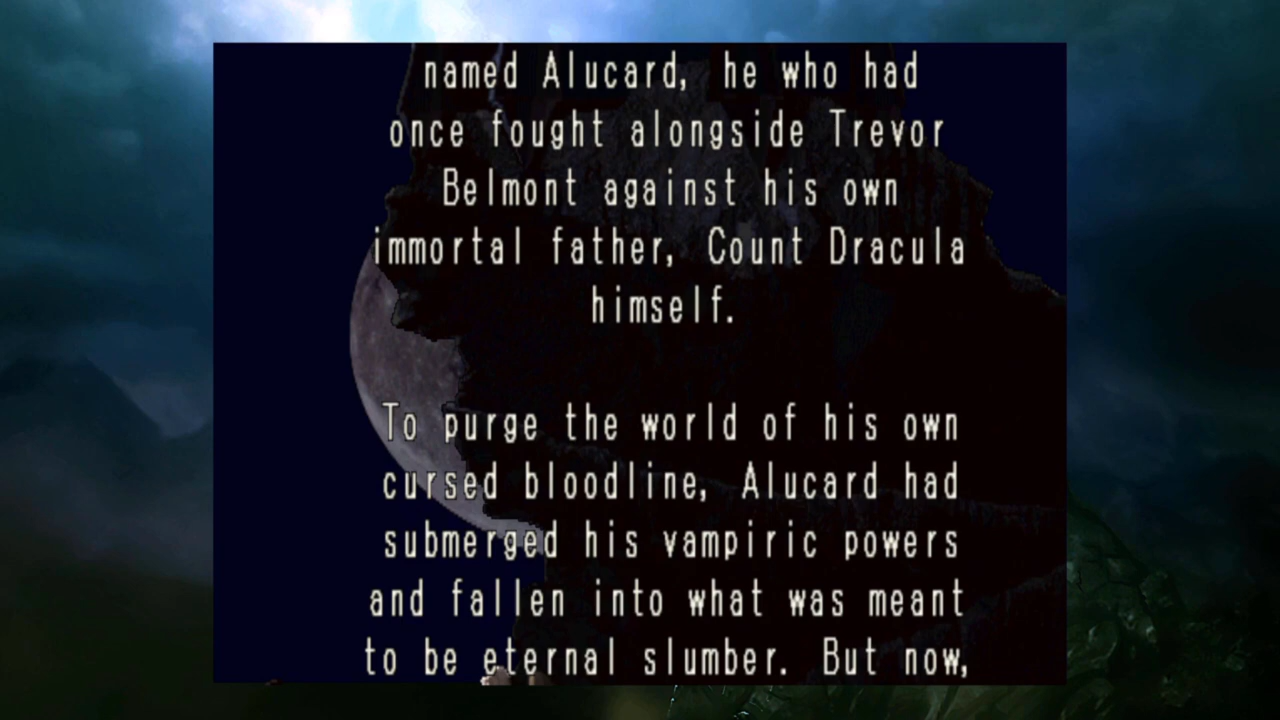 named Alucard, he who had
once fought alongside Trevor
Belmont against his own
immortal father, Count Dracula
himself.
To purge the world of his own
cursed bloodline, Alucard had
submerged his vampiric powers
and fallen into what was meant
to be eternal slumber. But now,